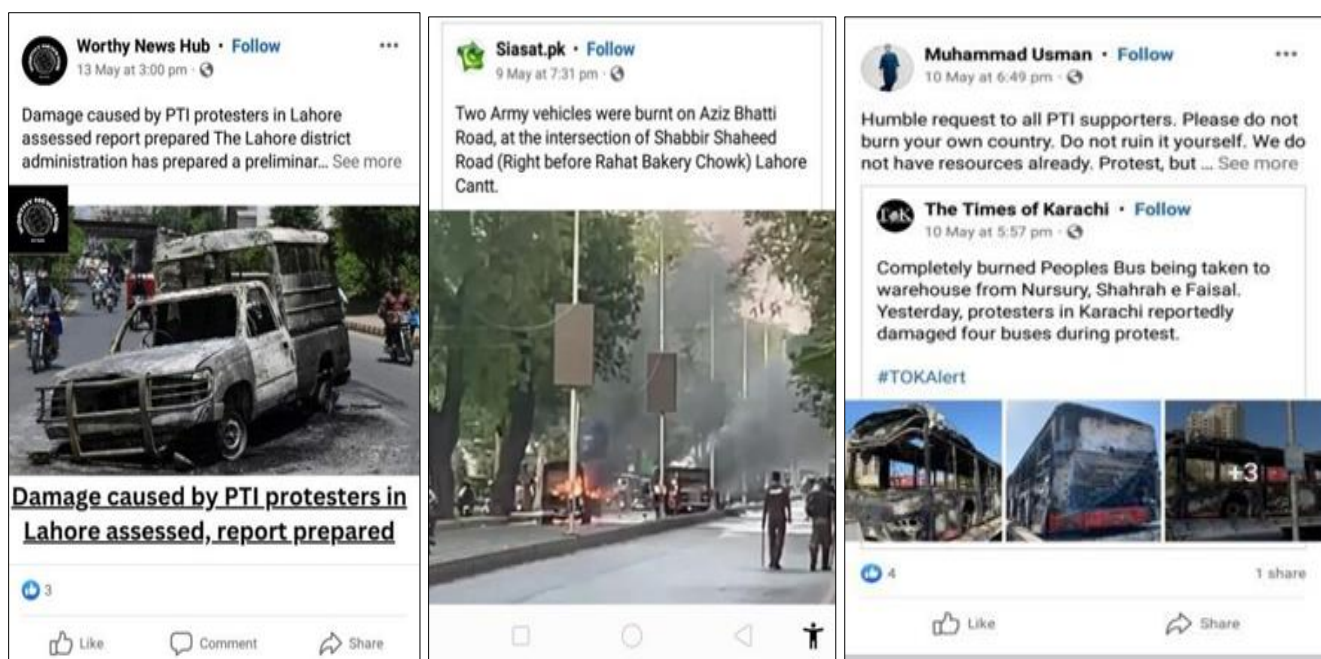 Worthy News Hub • Follow
13 May at 3:00 pm ·
Damage caused by PTI protesters in Lahore
assessed report prepared The Lahore district
administration has prepared a preliminar... See more
WORTHY NEWS HUB
Damage caused by PTI protesters in
Lahore assessed, report prepared
3
Like Comment Share
Siasat.pk • Follow
9 May at 7:31 pm ·
Two Army vehicles were burnt on Aziz Bhatti
Road, at the intersection of Shabbir Shaheed
Road (Right before Rahat Bakery Chowk) Lahore
Cantt.
Muhammad Usman • Follow
10 May at 6:49 pm ·
Humble request to all PTI supporters. Please do not
burn your own country. Do not ruin it yourself. We do
not have resources already. Protest, but ... See more
TOK
The Times of Karachi • Follow
10 May at 5:57 pm ·
Completely burned Peoples Bus being taken to
warehouse from Nursury, Shahrah e Faisal.
Yesterday, protesters in Karachi reportedly
damaged four buses during protest.
#TOKAlert
+3
4
1 share
Like Share